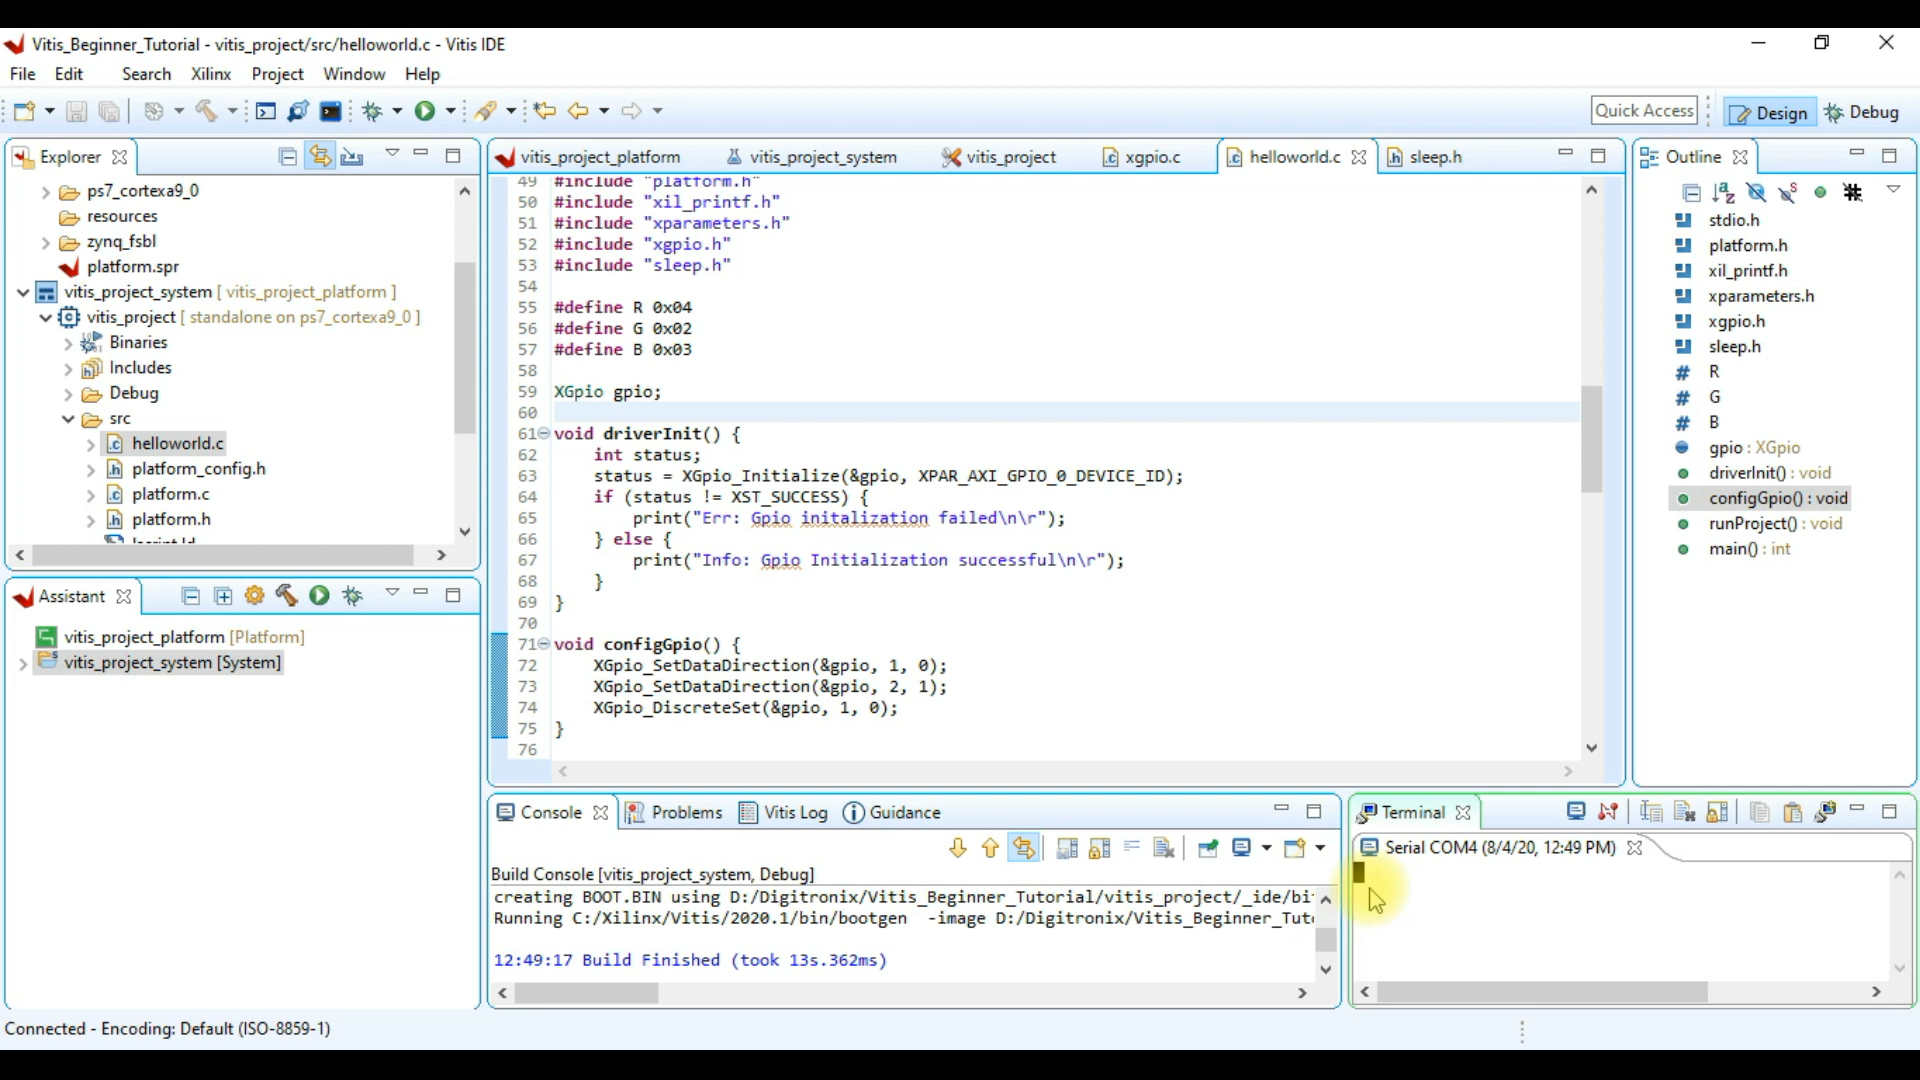 Vitis_Beginner_Tutorial - vitis_project/src/helloworld.c - Vitis IDE
File Edit Search Xilinx Project Window Help
Quick Access Design Debug
Explorer
ps7_cortexa9_0
resources
zynq_fsbl
platform.spr
vitis_project_system [ vitis_project_platform ]
vitis_project [ standalone on ps7_cortexa9_0 ]
Binaries
Includes
Debug
src
helloworld.c
platform_config.h
platform.c
platform.h
Assistant
vitis_project_platform [Platform]
vitis_project_system [System]
vitis_project_platform vitis_project_system vitis_project xgpio.c helloworld.c sleep.h
49 #include "platform.h"
50 #include "xil_printf.h"
51 #include "xparameters.h"
52 #include "xgpio.h"
53 #include "sleep.h"
54
55 #define R 0x04
56 #define G 0x02
57 #define B 0x03
58
59 XGpio gpio;
60
61 void driverInit() {
62 int status;
63 status = XGpio_Initialize(&gpio, XPAR_AXI_GPIO_0_DEVICE_ID);
64 if (status != XST_SUCCESS) {
65 print("Err: Gpio initalization failed\n\r");
66 } else {
67 print("Info: Gpio Initialization successful\n\r");
68 }
69 }
70
71 void configGpio() {
72 XGpio_SetDataDirection(&gpio, 1, 0);
73 XGpio_SetDataDirection(&gpio, 2, 1);
74 XGpio_DiscreteSet(&gpio, 1, 0);
75 }
76
Outline
stdio.h
platform.h
xil_printf.h
xparameters.h
xgpio.h
sleep.h
# R
# G
# B
gpio : XGpio
driverInit() : void
configGpio() : void
runProject() : void
main() : int
Console Problems Vitis Log Guidance
Build Console [vitis_project_system, Debug]
creating BOOT.BIN using D:/Digitronix/Vitis_Beginner_Tutorial/vitis_project/_ide/bi
Running C:/Xilinx/Vitis/2020.1/bin/bootgen -image D:/Digitronix/Vitis_Beginner_Tut
12:49:17 Build Finished (took 13s.362ms)
Terminal
Serial COM4 (8/4/20, 12:49 PM)
Connected - Encoding: Default (ISO-8859-1)